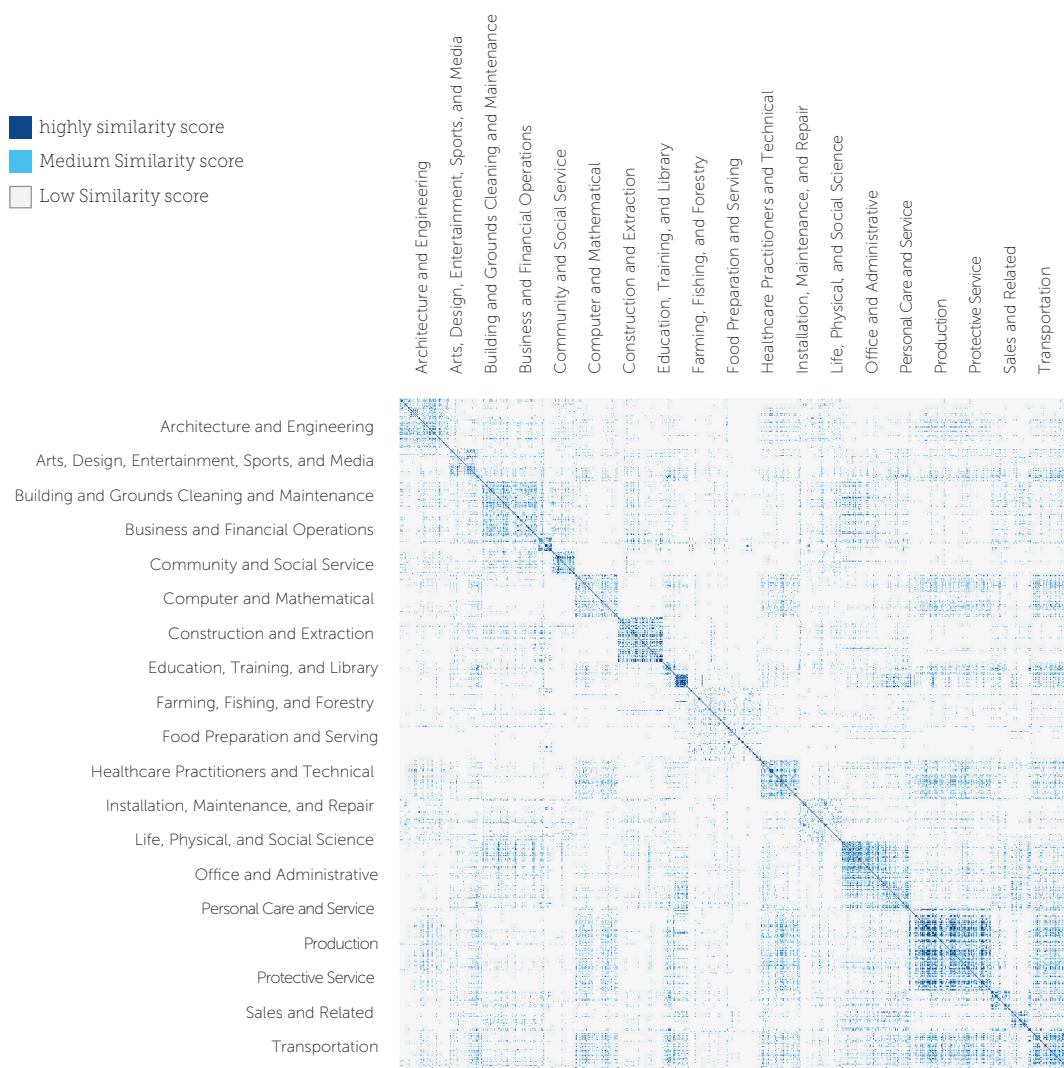 highly similarity score
Medium Similarity score
Low Similarity score
Architecture and Engineering
Arts, Design, Entertainment, Sports, and Media
Building and Grounds Cleaning and Maintenance
Business and Financial Operations
Community and Social Service
Computer and Mathematical
Construction and Extraction
Education, Training, and Library
Farming, Fishing, and Forestry
Food Preparation and Serving
Healthcare Practitioners and Technical
Installation, Maintenance, and Repair
Life, Physical, and Social Science
Office and Administrative
Personal Care and Service
Production
Protective Service
Sales and Related
Transportation
Architecture and Engineering
Arts, Design, Entertainment, Sports, and Media
Building and Grounds Cleaning and Maintenance
Business and Financial Operations
Community and Social Service
Computer and Mathematical
Construction and Extraction
Education, Training, and Library
Farming, Fishing, and Forestry
Food Preparation and Serving
Healthcare Practitioners and Technical
Installation, Maintenance, and Repair
Life, Physical, and Social Science
Office and Administrative
Personal Care and Service
Production
Protective Service
Sales and Related
Transportation